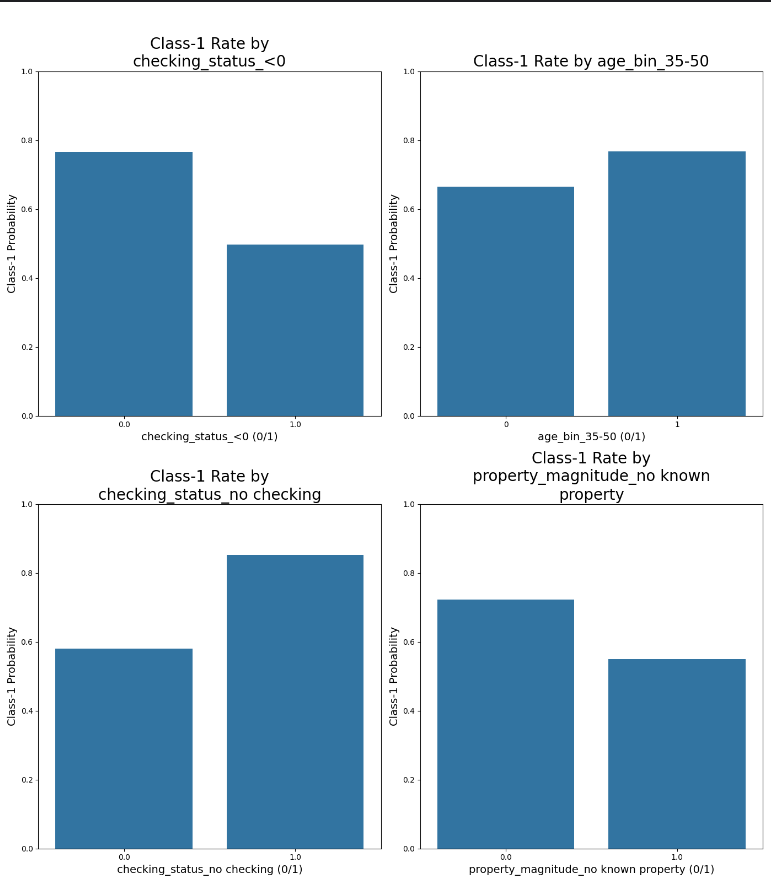 Class-1 Rate by
checking_status_<0
1.0
0.8
0.6
0.4
0.2
0.0
Class-1 Probability
0.0 1.0
checking_status_<0 (0/1)
Class-1 Rate by age_bin_35-50
1.0
0.8
0.6
0.4
0.2
0.0
Class-1 Probability
0 1
age_bin_35-50 (0/1)
Class-1 Rate by
checking_status_no checking
1.0
0.8
0.6
0.4
0.2
0.0
Class-1 Probability
0.0 1.0
checking_status_no checking (0/1)
Class-1 Rate by
property_magnitude_no known
property
1.0
0.8
0.6
0.4
0.2
0.0
Class-1 Probability
0.0 1.0
property_magnitude_no known property (0/1)